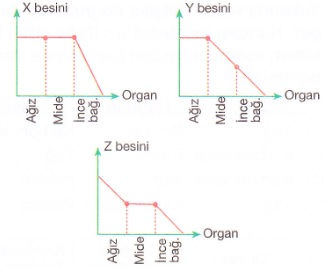 X besini
Organ
Ağız
Mide
İnce
bağ.
Y besini
Organ
Ağız
Mide
İnce
bağ.
Z besini
Organ
Ağız
Mide
İnce
bağ.